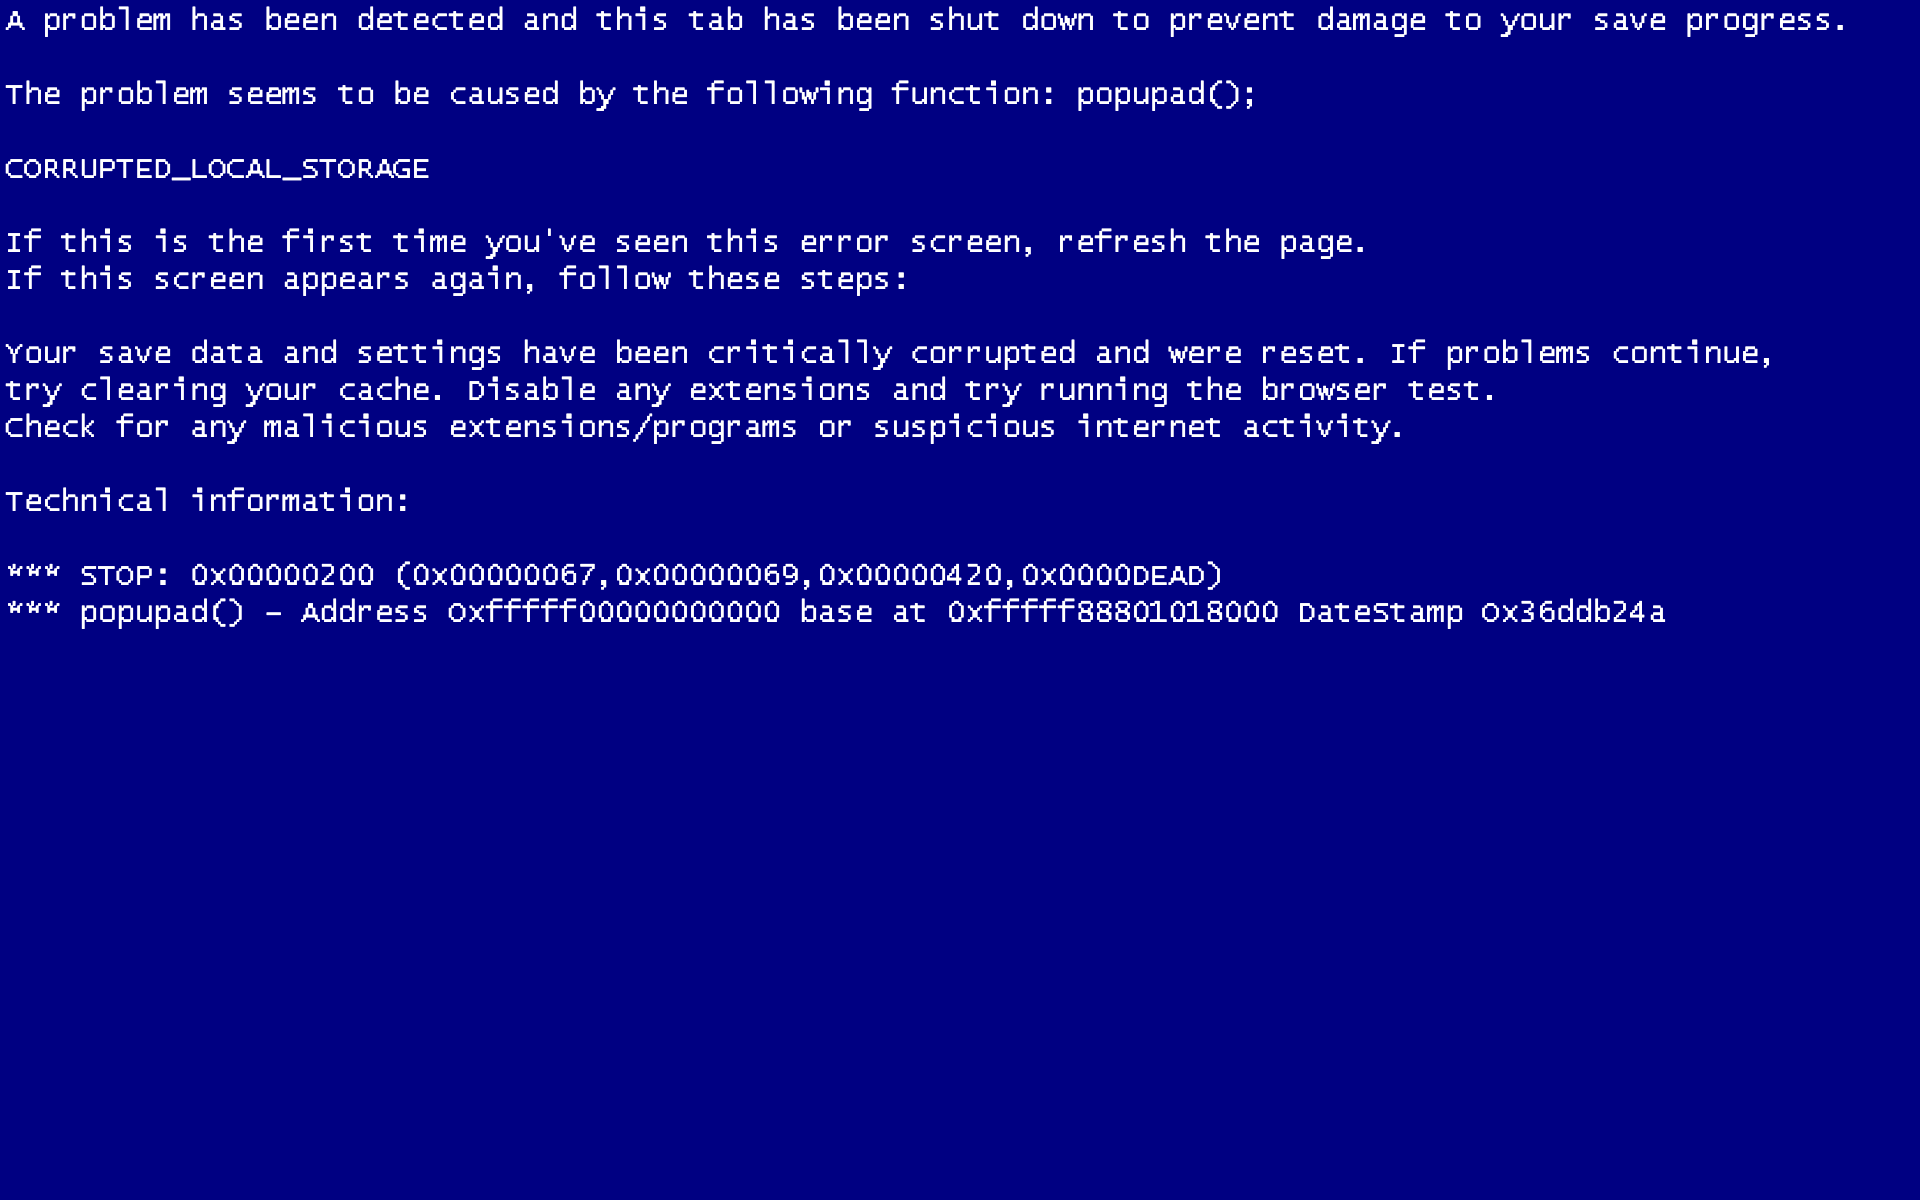 A problem has been detected and this tab has been shut down to prevent damage to your save progress.
The problem seems to be caused by the following function: popupad();
CORRUPTED_LOCAL_STORAGE
If this is the first time you've seen this error screen, refresh the page.
If this screen appears again, follow these steps:
Your save data and settings have been critically corrupted and were reset. If problems continue,
try clearing your cache. Disable any extensions and try running the browser test.
Check for any malicious extensions/programs or suspicious internet activity.
Technical information:
*** STOP: 0x00000200 (0x00000067,0x00000069,0x00000420,0x0000DEAD)
*** popupad() – Address 0xfffff00000000000 base at 0xfffff88801018000 DateStamp 0x36ddb24a